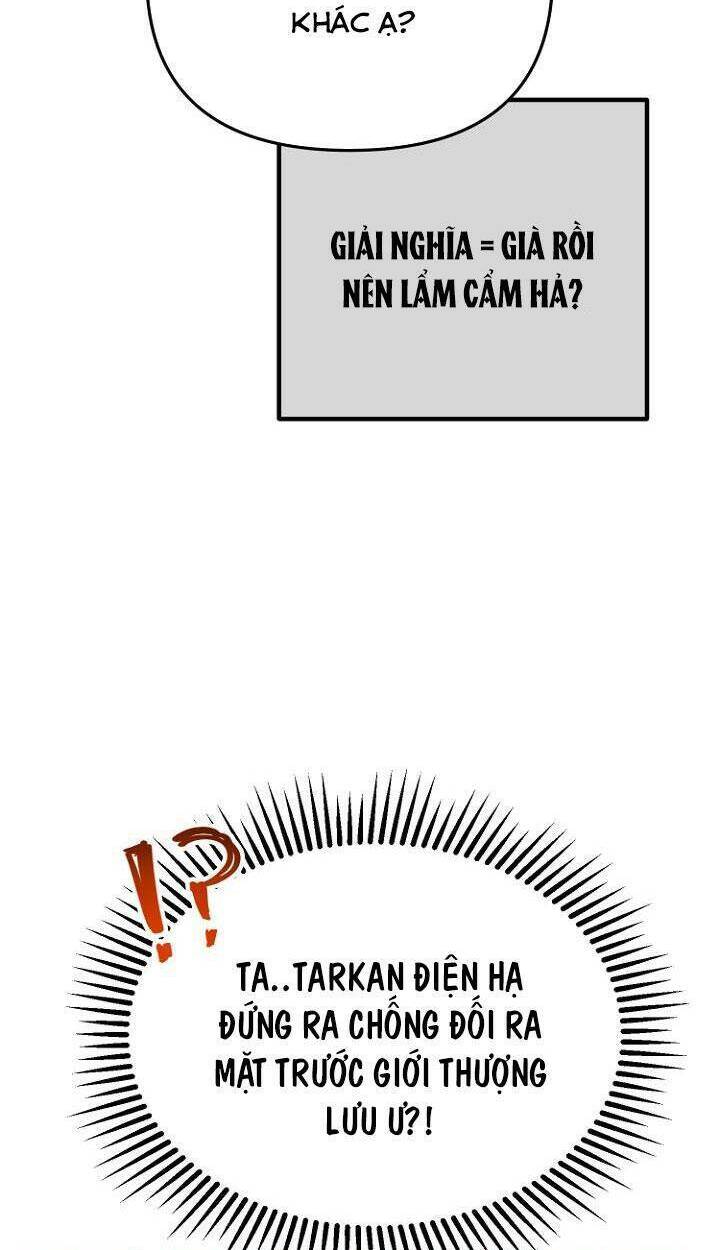 KHÁC Ạ?
GIẢI NGHĨA = GIÀ RỒI
NÊN LẨM CẨM HẢ?
!?
TA..TARKAN ĐIỆN HẠ
ĐỨNG RA CHỐNG ĐỐI RA
MẶT TRƯỚC GIỚI THƯỢNG
LƯU Ư?!